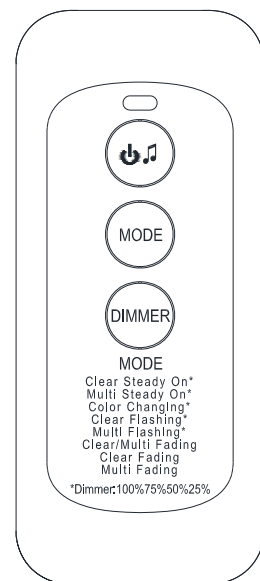 MODE
DIMMER
MODE
Clear Steady On*
Multi Steady On*
Color Changing*
Clear Flashing*
Multi Flashing*
Clear/Multi Fading
Clear Fading
Multi Fading
*Dimmer:100%75%50%25%